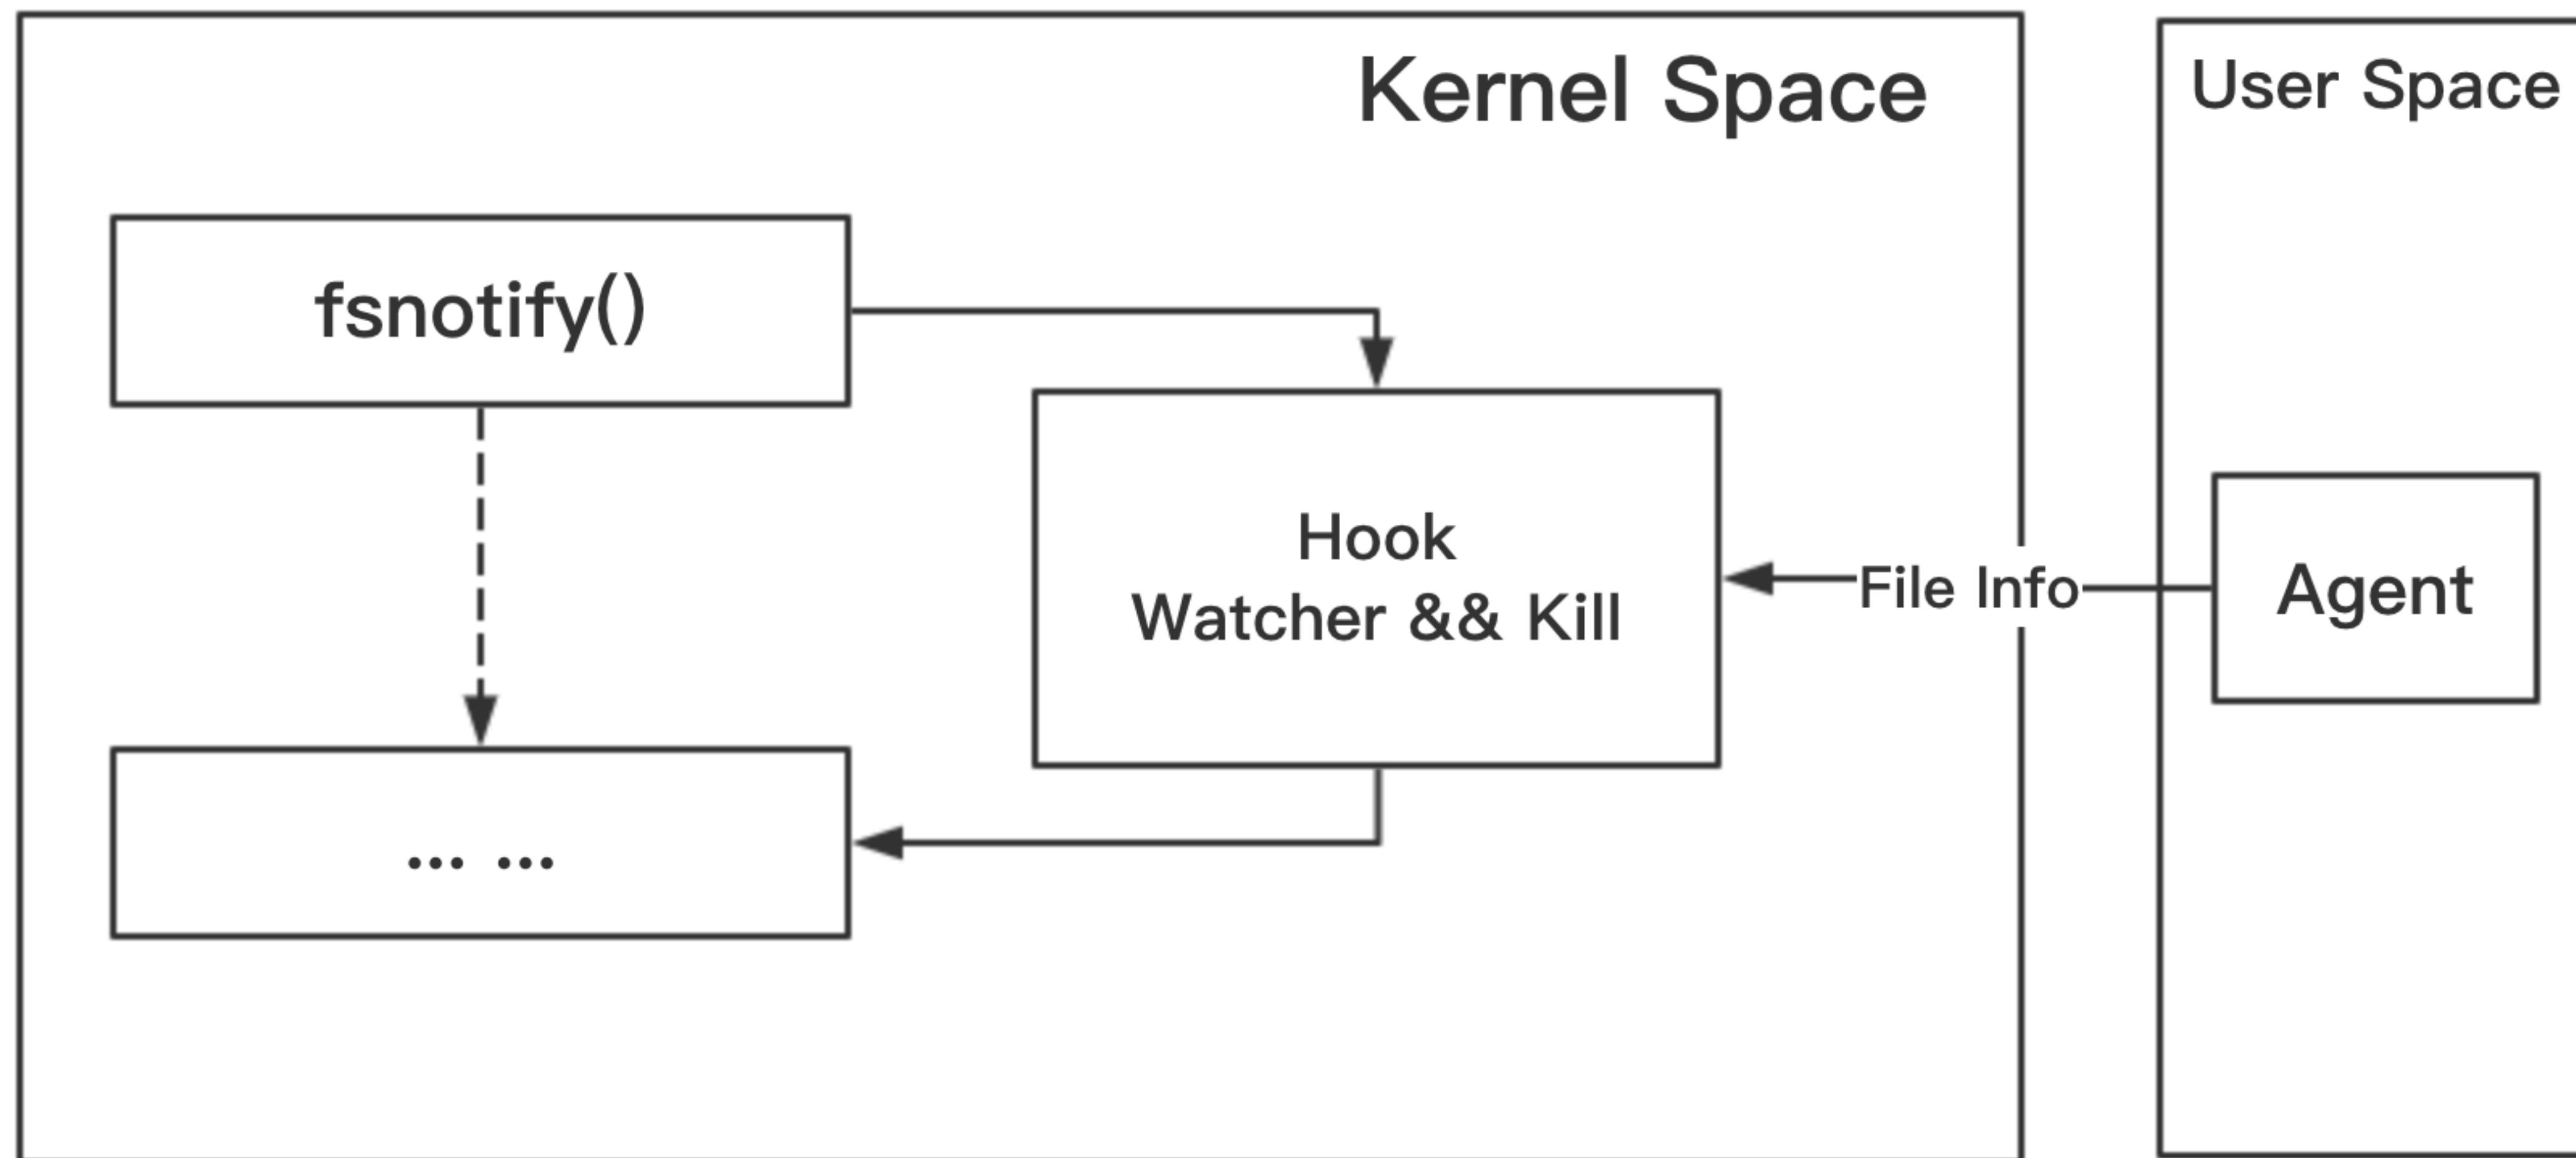 Kernel Space
User Space
fsnotify()
Hook
Watcher && Kill
File Info
Agent
... ...